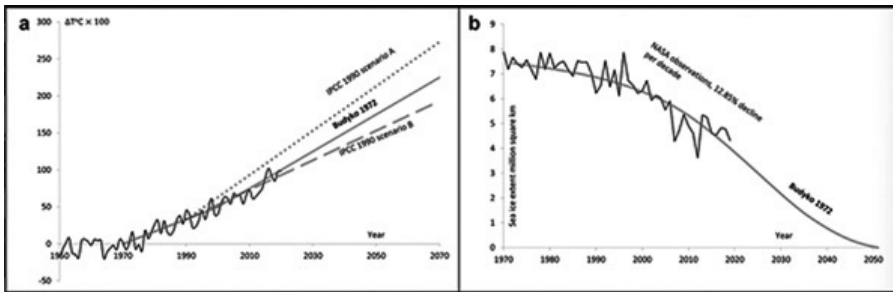 a
ΔT°C × 100
300
250
200
150
100
50
0
-50
1960
1970
1990
2010
2030
2050
2070
Year
IPCC 1990 scenario A
Budyko 1972
IPCC 1990 scenario B
b
9
8
7
6
5
4
3
2
1
0
1970
1980
1990
2000
2010
2020
2030
2040
2050
Sea ice extent million square km
NASA observations, 12.85% decline
per decade
Budyko 1972
Year